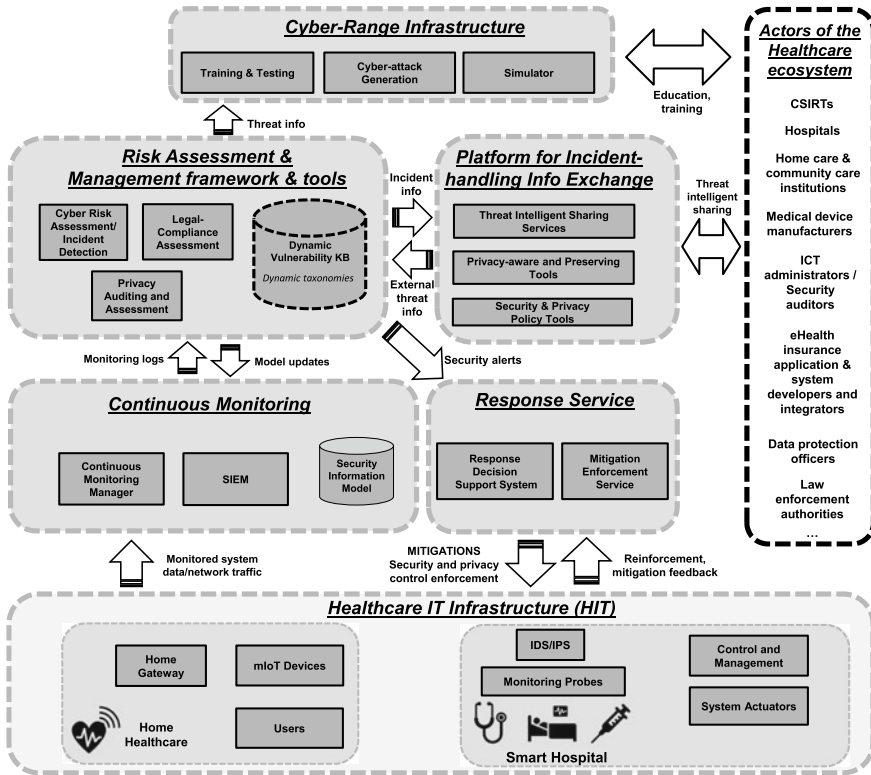 Cyber-Range Infrastructure
Training & Testing
Cyber-attack
Generation
Simulator
Education,
training
Threat info
Risk Assessment &
Management framework & tools
Cyber Risk
Assessment/
Incident
Detection
Legal-
Compliance
Assessment
Privacy
Auditing and
Assessment
Dynamic
Vulnerability KB
Dynamic taxonomies
Incident
info
External
threat
info
Platform for Incident-
handling Info Exchange
Threat Intelligent Sharing
Services
Privacy-aware and Preserving
Tools
Security & Privacy
Policy Tools
Threat
intelligent
sharing
Actors of the
Healthcare
ecosystem
CSIRTs
Hospitals
Home care &
community care
institutions
Medical device
manufacturers
ICT
administrators /
Security
auditors
eHealth
insurance
application &
system
developers and
integrators
Data protection
officers
Law
enforcement
authorities
...
Monitoring logs
Model updates
Security alerts
Continuous Monitoring
Continuous
Monitoring
Manager
SIEM
Security
Information
Model
Response Service
Response
Decision
Support System
Mitigation
Enforcement
Service
Monitored system
data/network traffic
MITIGATIONS
Security and privacy
control enforcement
Reinforcement,
mitigation feedback
Healthcare IT Infrastructure (HIT)
Home
Gateway
mIoT Devices
Home
Healthcare
Users
IDS/IPS
Monitoring Probes
Control and
Management
System Actuators
Smart Hospital